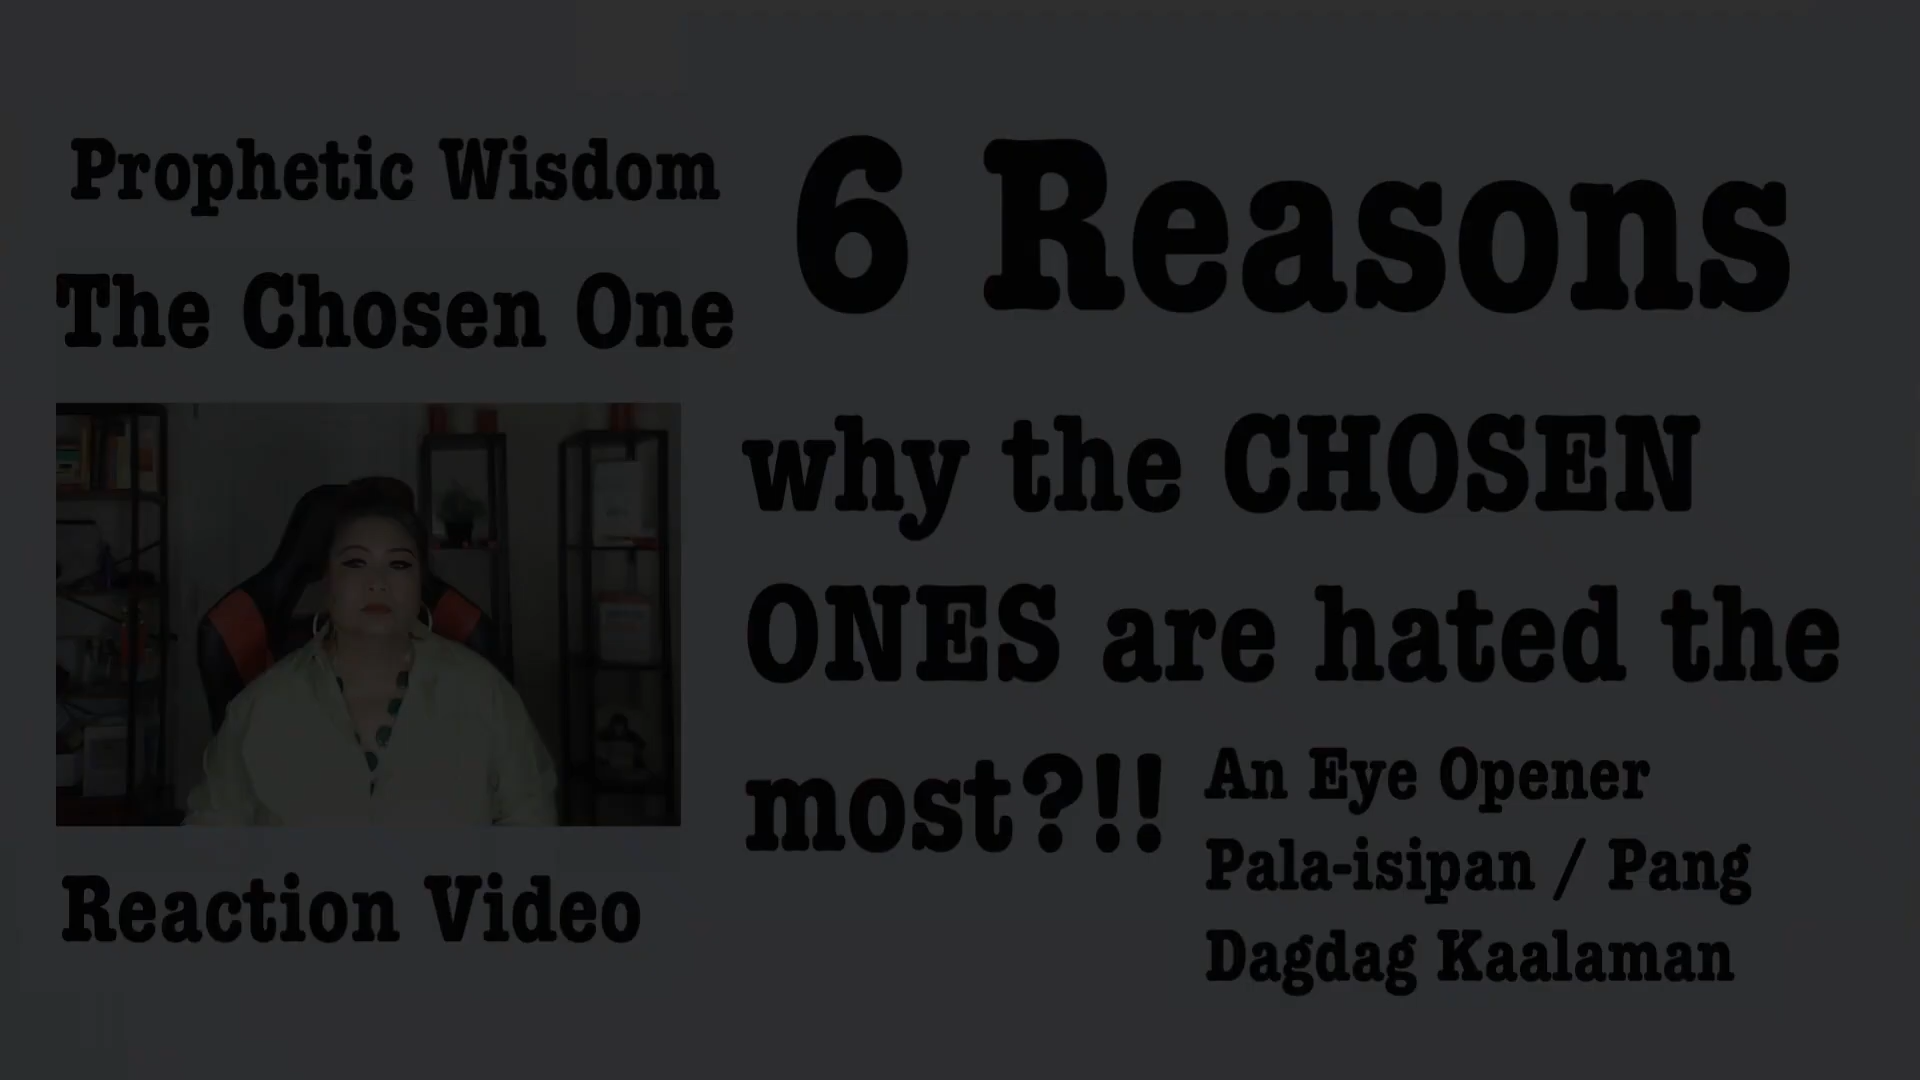 Prophetic Wisdom
The Chosen One
Reaction Video
6 Reasons
why the CHOSEN
ONES are hated the
most?!!
An Eye Opener
Pala-isipan / Pang
Dagdag Kaalaman